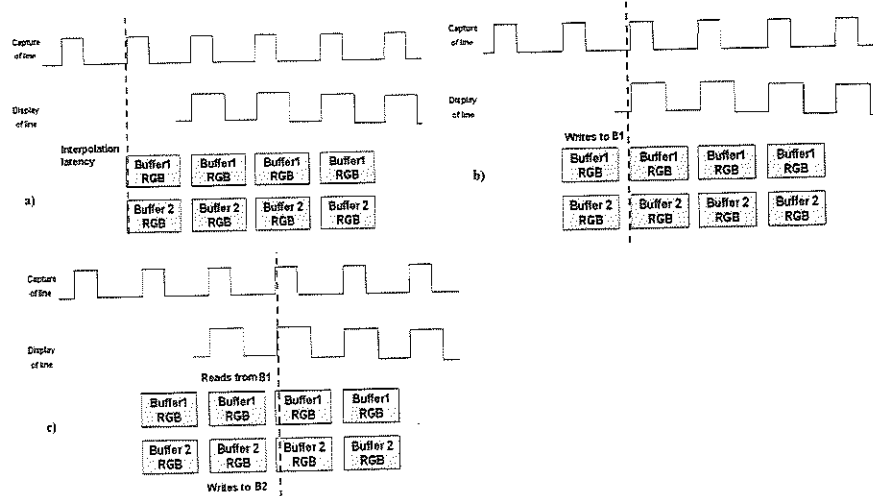 Capture
of line
Display
of line
Interpolation
latency
Buffer1
RGB
Buffer1
RGB
Buffer1
RGB
Buffer1
RGB
a)
Buffer 2
RGB
Buffer 2
RGB
Buffer 2
RGB
Buffer 2
RGB
Capture
of line
Display
of line
Writes to B1
Buffer1
RGB
Buffer1
RGB
Buffer1
RGB
Buffer1
RGB
b)
Buffer 2
RGB
Buffer 2
RGB
Buffer 2
RGB
Buffer 2
RGB
Capture
of line
Display
of line
Reads from B1
Buffer1
RGB
Buffer1
RGB
Buffer1
RGB
Buffer1
RGB
c)
Buffer 2
RGB
Buffer 2
RGB
Buffer 2
RGB
Buffer 2
RGB
Writes to B2